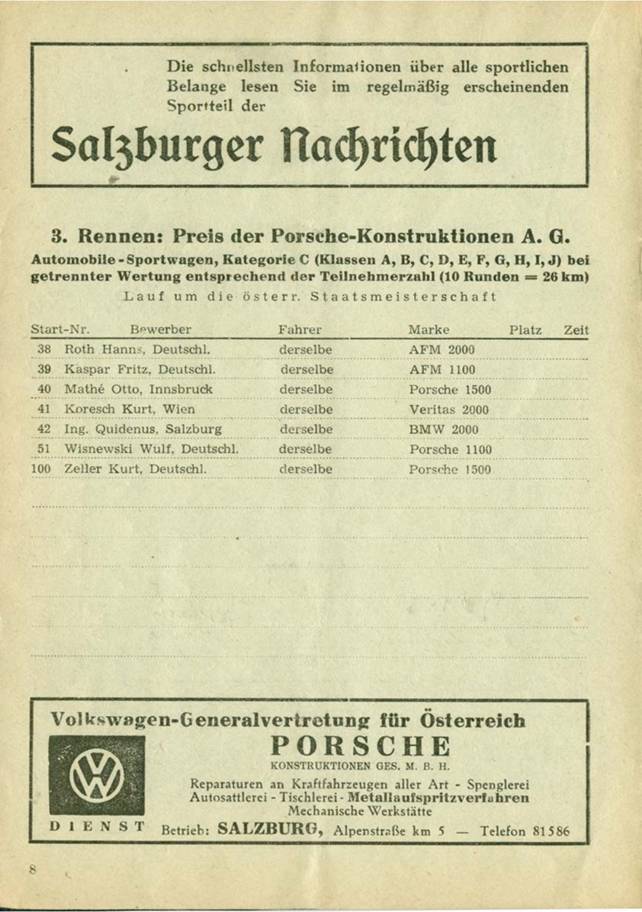 Die schnellsten Informationen über alle sportlichen
Belange lesen Sie im regelmäßig erscheinenden
Sportteil der
Salzburger Nachrichten
3. Rennen: Preis der Porsche-Konstruktionen A. G.
Automobile-Sportwagen, Kategorie C (Klassen A, B, C, D, E, F, G, H, I, J) bei
getrennter Wertung entsprechend der Teilnehmerzahl (10 Runden = 26 km)
Lauf um die österr. Staatsmeisterschaft
Start-Nr. Bewerber Fahrer Marke Platz Zeit
38 Roth Hanns, Deutschl. derselbe AFM 2000
39 Kaspar Fritz, Deutschl. derselbe AFM 1100
40 Mathé Otto, Innsbruck derselbe Porsche 1500
41 Koresch Kurt, Wien derselbe Veritas 2000
42 Ing. Quidenus, Salzburg derselbe BMW 2000
51 Wisnewski Wulf, Deutschl. derselbe Porsche 1100
100 Zeller Kurt, Deutschl. derselbe Porsche 1500
Volkswagen-Generalvertretung für Österreich
PORSCHE
KONSTRUKTIONEN GES. M. B. H.
Reparaturen an Kraftfahrzeugen aller Art - Spenglerei
Autosattlerei - Tischlerei - Metallaufspritzverfahren
Mechanische Werkstätte
VW
DIENST
Betrieb: SALZBURG, Alpenstraße km 5 — Telefon 81586
8